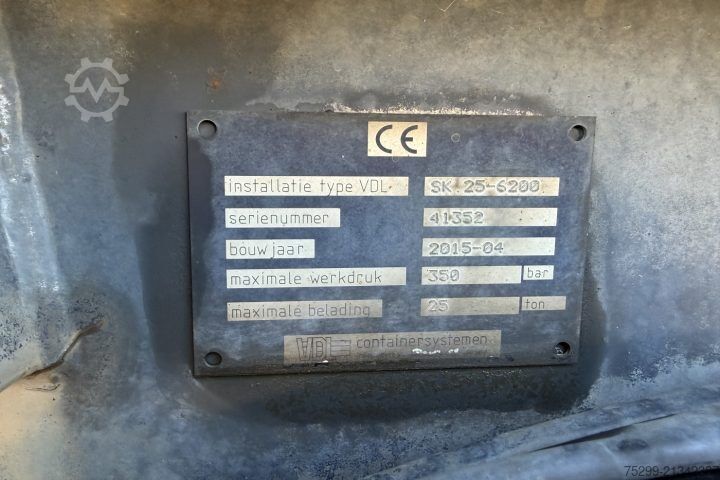 CE
installatie type VDL SK 25-6200
serienummer 41352
bouwjaar 2015-04
maximale werkdruk 350 bar
maximale belading 25 ton
VDL containersystemen